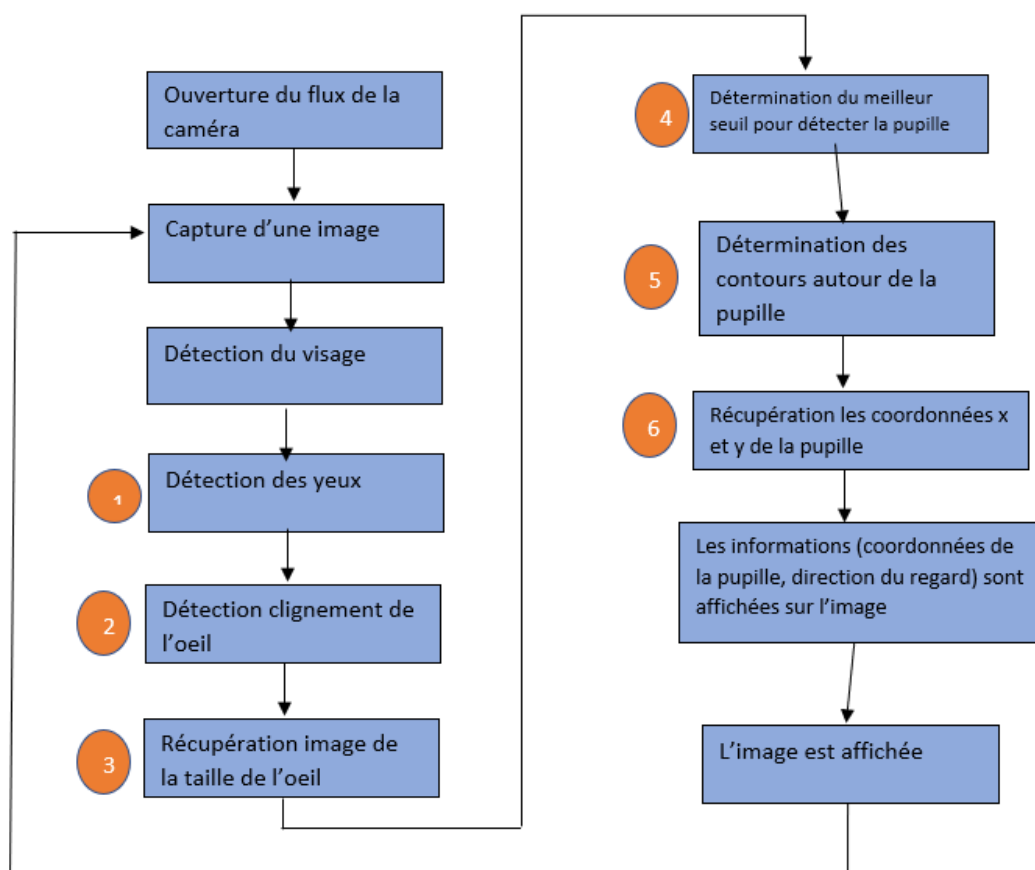 Ouverture du flux de la
caméra
Capture d'une image
Détection du visage
1
Détection des yeux
2
Détection clignement de
l'oeil
3
Récupération image de
la taille de l'oeil
4
Détermination du meilleur
seuil pour détecter la pupille
5
Détermination des
contours autour de la
pupille
6
Récupération les coordonnées x
et y de la pupille
Les informations (coordonnées de
la pupille, direction du regard) sont
affichées sur l'image
L'image est affichée